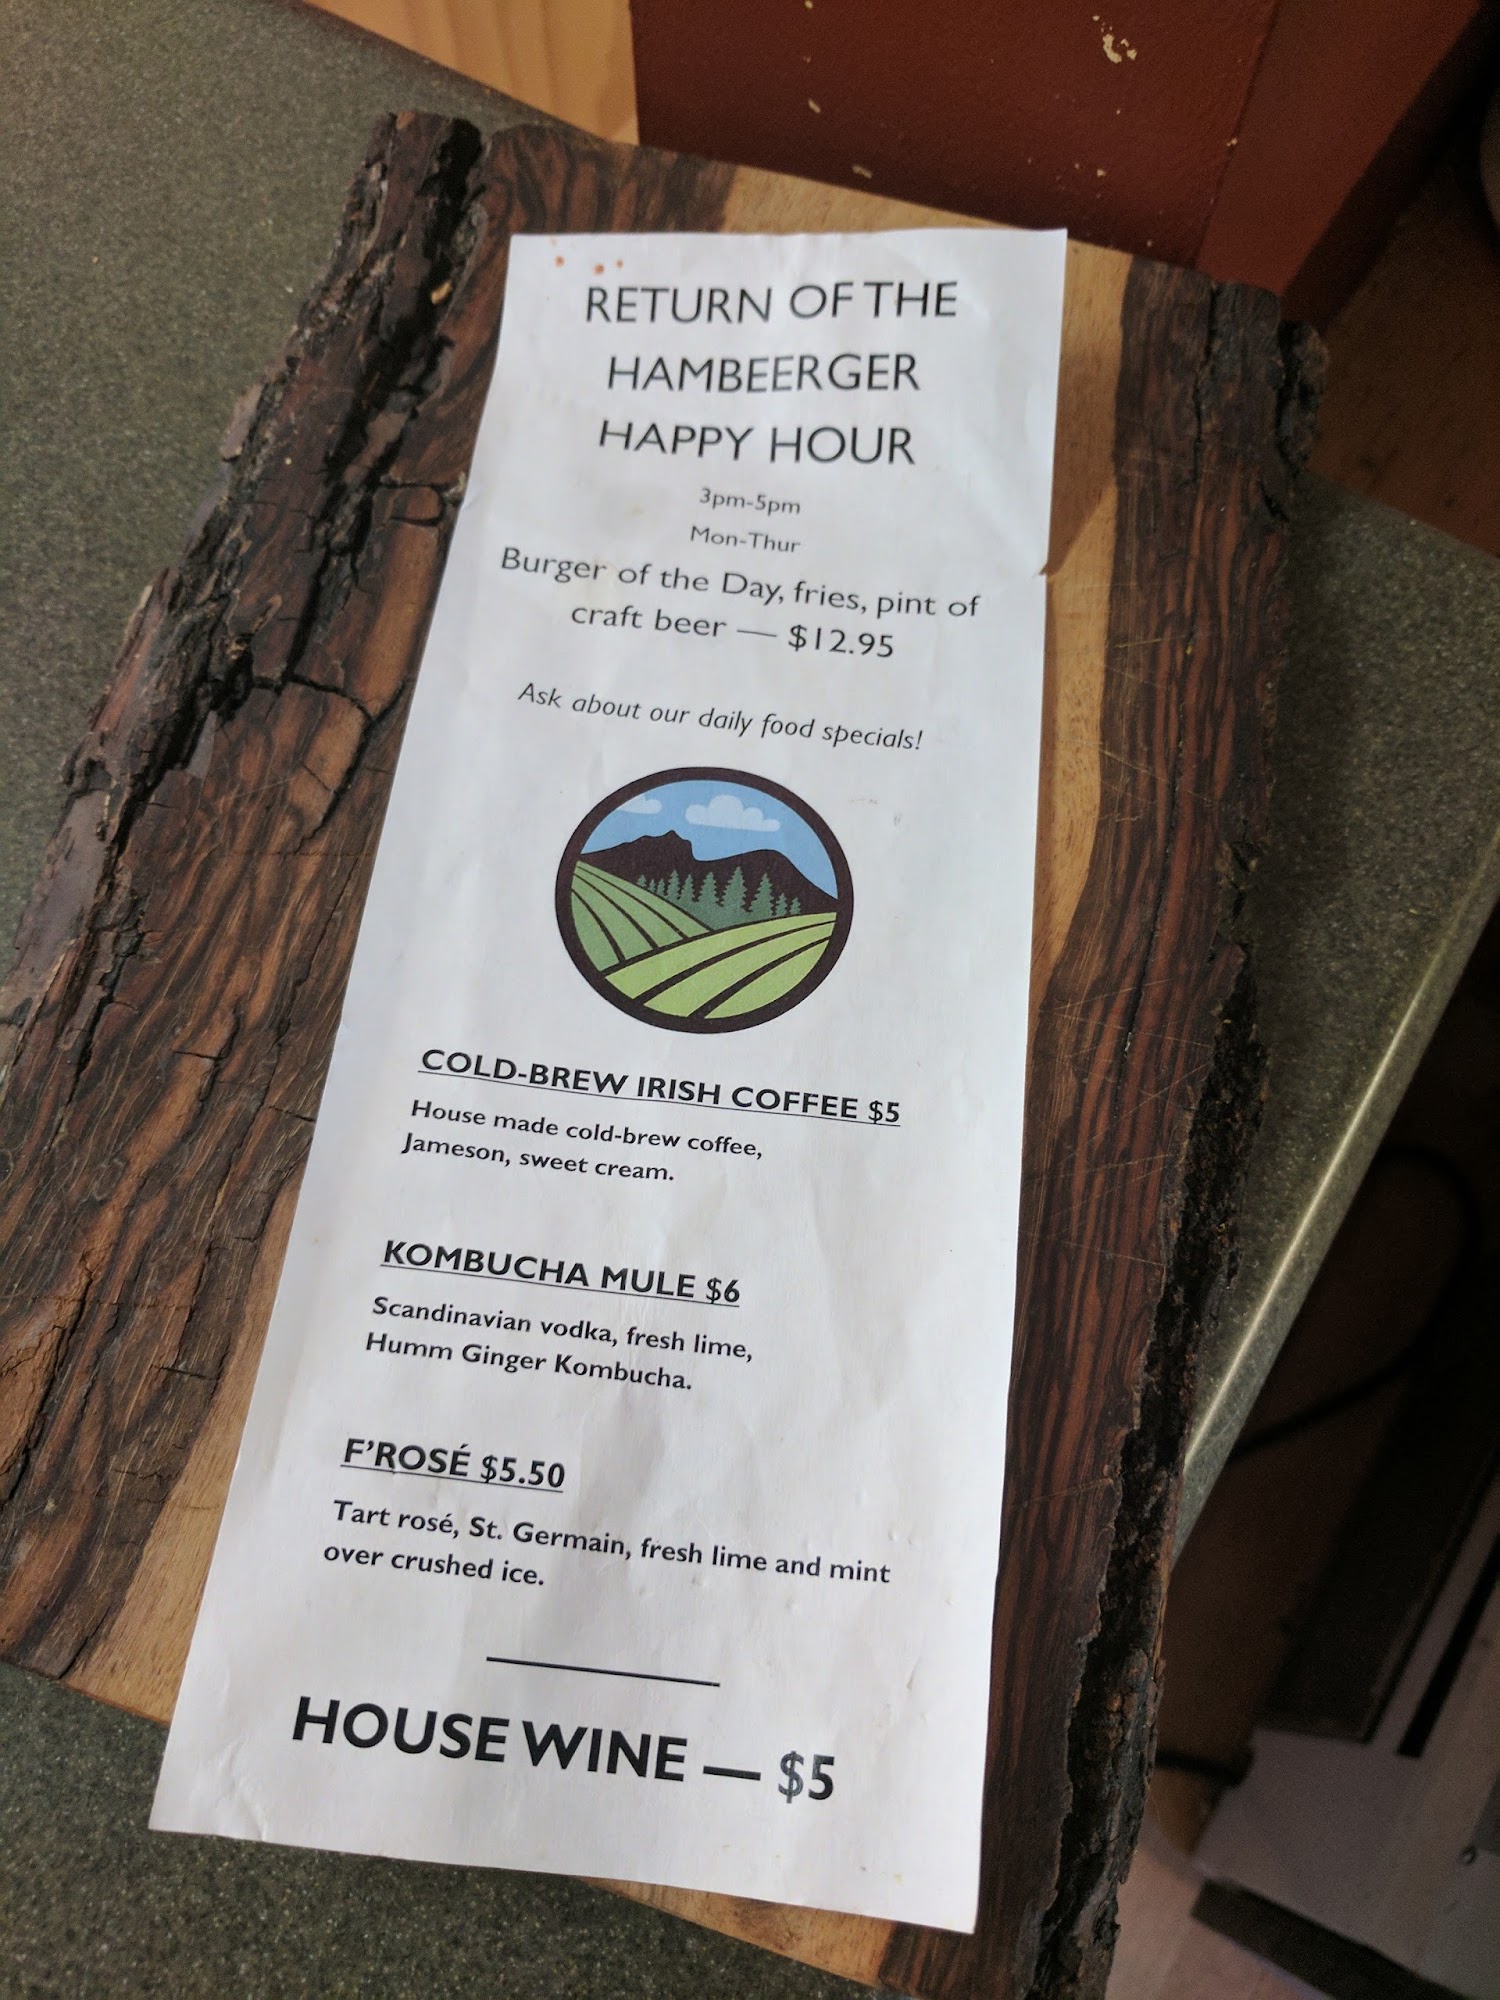 RETURN OF THE
HAMBEERGER
HAPPY HOUR
3pm-5pm
Mon-Thur
Burger of the Day, fries, pint of
craft beer — $12.95
Ask about our daily food specials!
COLD-BREW IRISH COFFEE $5
House made cold-brew coffee,
Jameson, sweet cream.
KOMBUCHA MULE $6
Scandinavian vodka, fresh lime,
Humm Ginger Kombucha.
F'ROSÉ $5.50
Tart rosé, St. Germain, fresh lime and mint
over crushed ice.
HOUSE WINE — $5